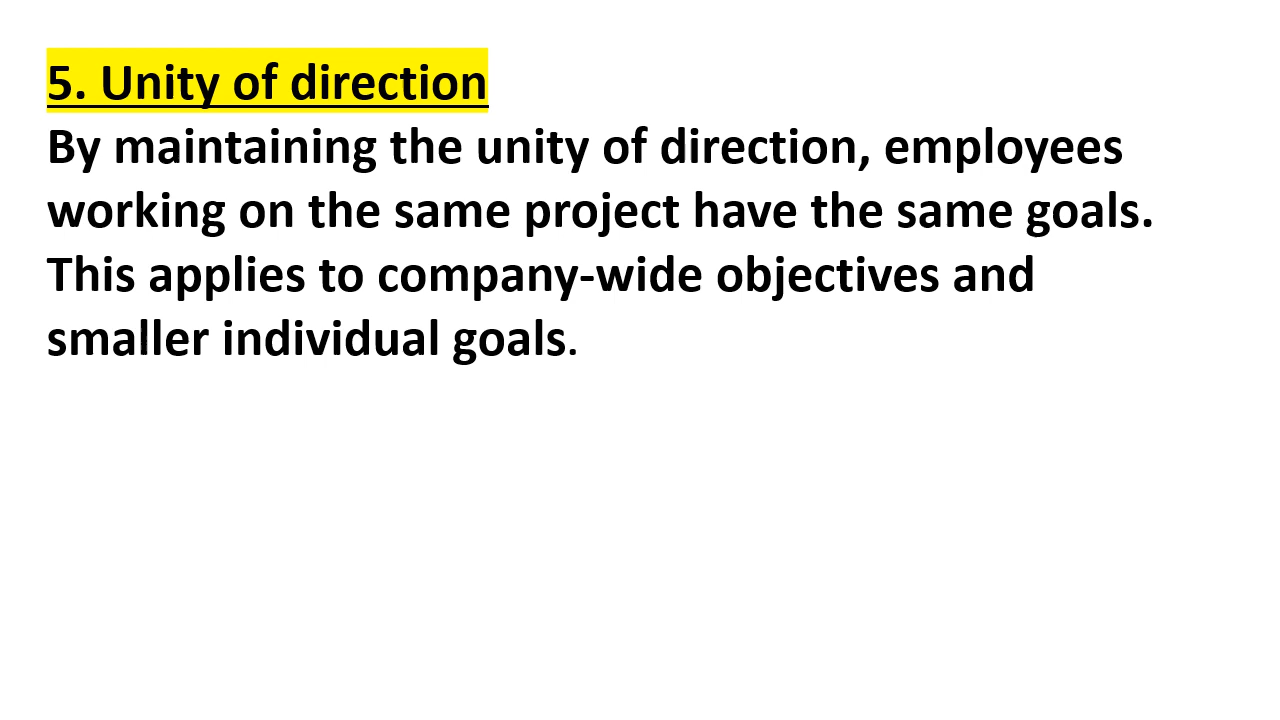 5. Unity of direction
By maintaining the unity of direction, employees
working on the same project have the same goals.
This applies to company-wide objectives and
smaller individual goals.